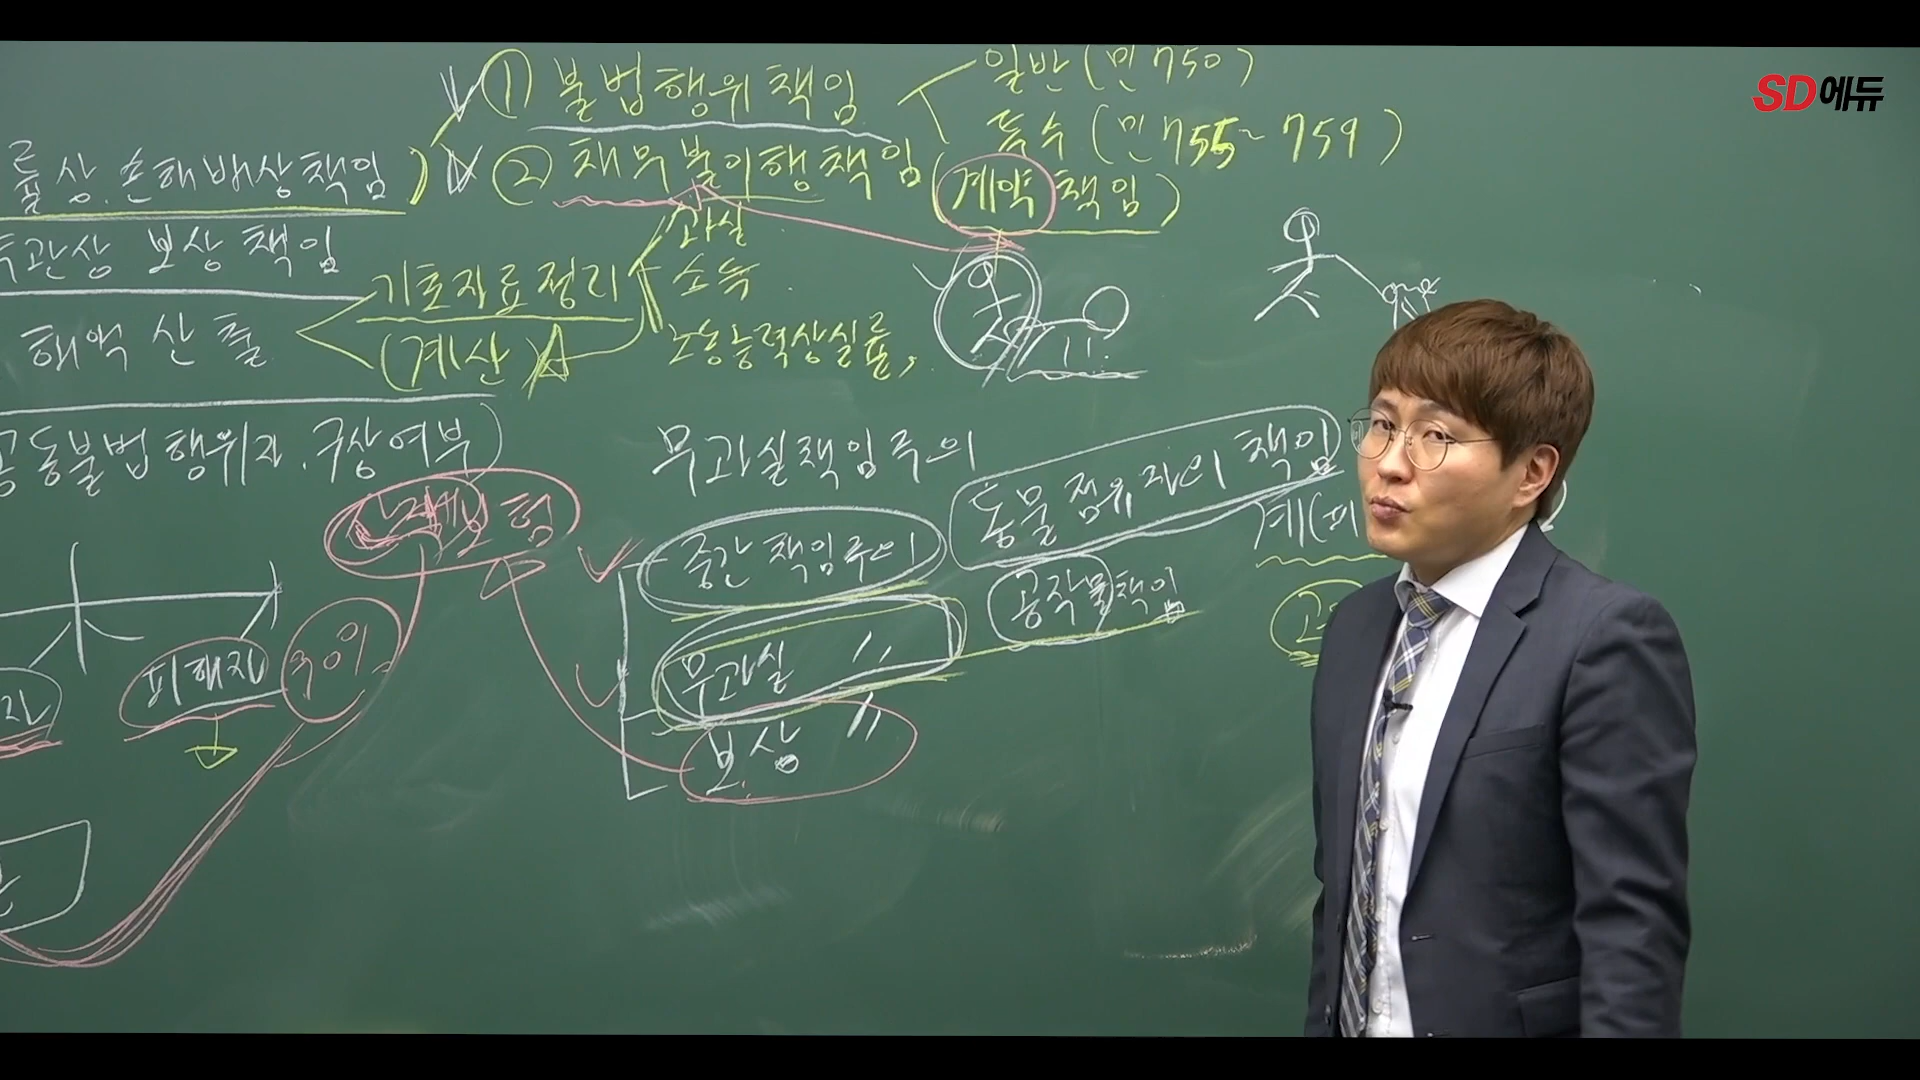 SD에듀
① 불법행위책임
일반 (민 750)
특수 (민 755~759)
률상 손해배상책임
② 채무불이행책임 (계약책임)
약관상 보상책임
과실
기초자료정리
소득
해액 산출
(계산)
노동능력상실률,
공동불법행위자 구상여부)
무과실책임주의
보험
중간책임주의
동물점유자의 책임
공작물책임
피해자
무과실 〃
보상 〃